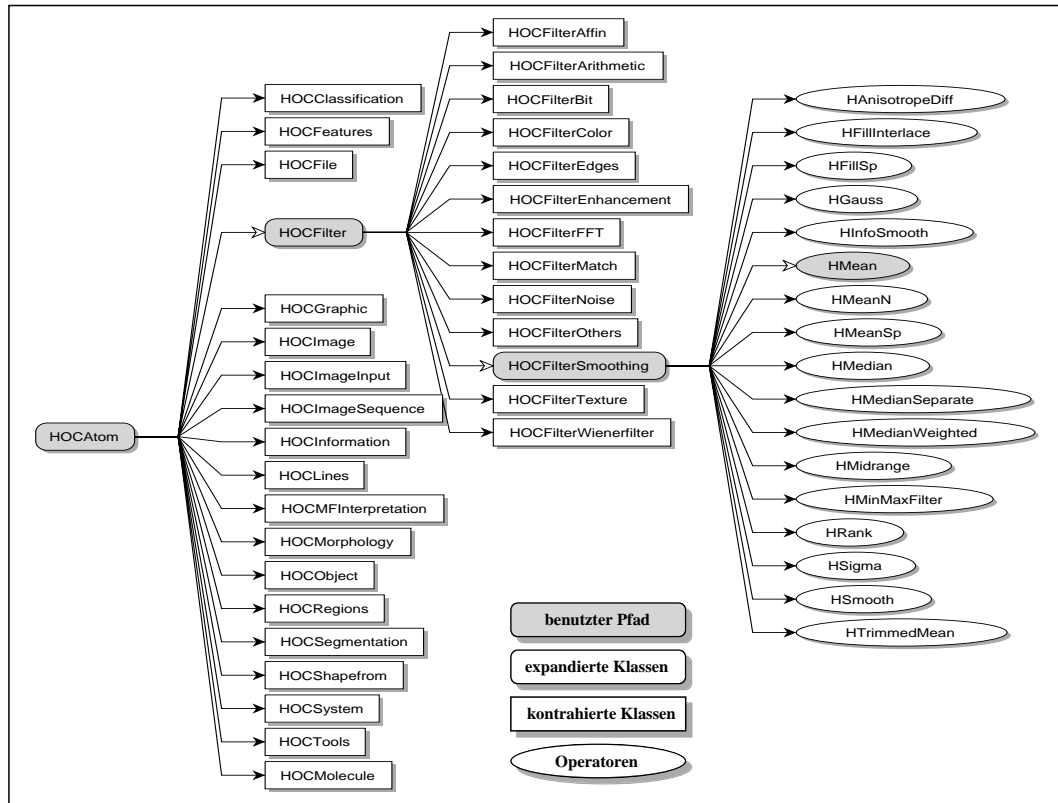 HOCAtom
HOCClassification
HOCFeatures
HOCFile
HOCFilter
HOCGraphic
HOCImage
HOCImageInput
HOCImageSequence
HOCInformation
HOCLines
HOCMFInterpretation
HOCMorphology
HOCObject
HOCRegions
HOCSegmentation
HOCShapefrom
HOCSystem
HOCTools
HOCMolecule
HOCFilterAffin
HOCFilterArithmetic
HOCFilterBit
HOCFilterColor
HOCFilterEdges
HOCFilterEnhancement
HOCFilterFFT
HOCFilterMatch
HOCFilterNoise
HOCFilterOthers
HOCFilterSmoothing
HOCFilterTexture
HOCFilterWienerfilter
HAnisotropeDiff
HFillInterlace
HFillSp
HGauss
HInfoSmooth
HMean
HMeanN
HMeanSp
HMedian
HMedianSeparate
HMedianWeighted
HMidrange
HMinMaxFilter
HRank
HSigma
HSmooth
HTrimmedMean
benutzter Pfad
expandierte Klassen
kontrahierte Klassen
Operatoren